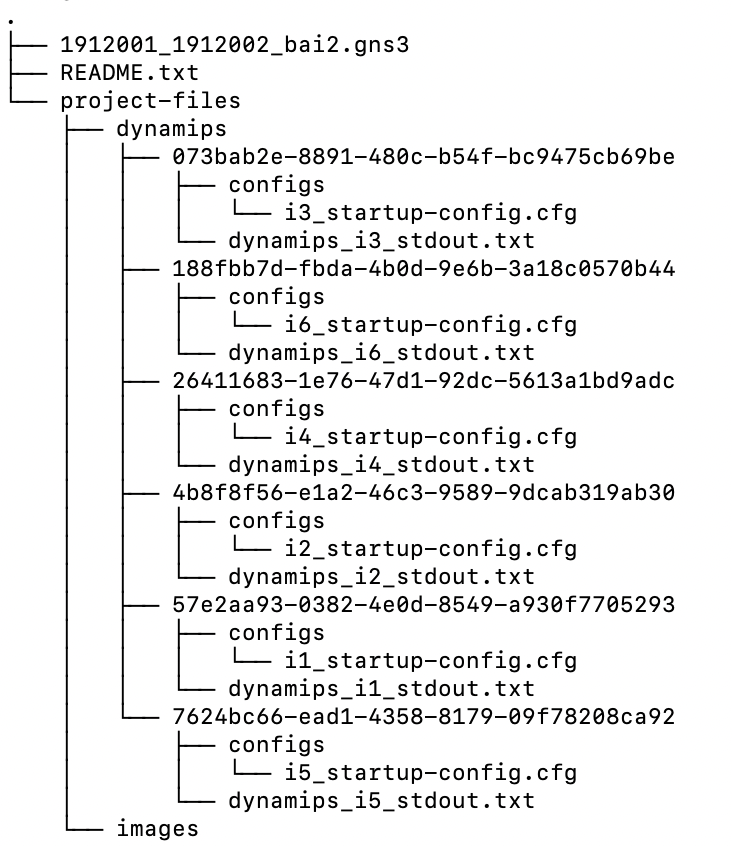 .
├── 1912001_1912002_bai2.gns3
├── README.txt
└── project-files
    ├── dynamips
    │   ├── 073bab2e-8891-480c-b54f-bc9475cb69be
    │   │   ├── configs
    │   │   │   └── i3_startup-config.cfg
    │   │   └── dynamips_i3_stdout.txt
    │   ├── 188fbb7d-fbda-4b0d-9e6b-3a18c0570b44
    │   │   ├── configs
    │   │   │   └── i6_startup-config.cfg
    │   │   └── dynamips_i6_stdout.txt
    │   ├── 26411683-1e76-47d1-92dc-5613a1bd9adc
    │   │   ├── configs
    │   │   │   └── i4_startup-config.cfg
    │   │   └── dynamips_i4_stdout.txt
    │   ├── 4b8f8f56-e1a2-46c3-9589-9dcab319ab30
    │   │   ├── configs
    │   │   │   └── i2_startup-config.cfg
    │   │   └── dynamips_i2_stdout.txt
    │   ├── 57e2aa93-0382-4e0d-8549-a930f7705293
    │   │   ├── configs
    │   │   │   └── i1_startup-config.cfg
    │   │   └── dynamips_i1_stdout.txt
    │   └── 7624bc66-ead1-4358-8179-09f78208ca92
    │       ├── configs
    │       │   └── i5_startup-config.cfg
    │       └── dynamips_i5_stdout.txt
    └── images